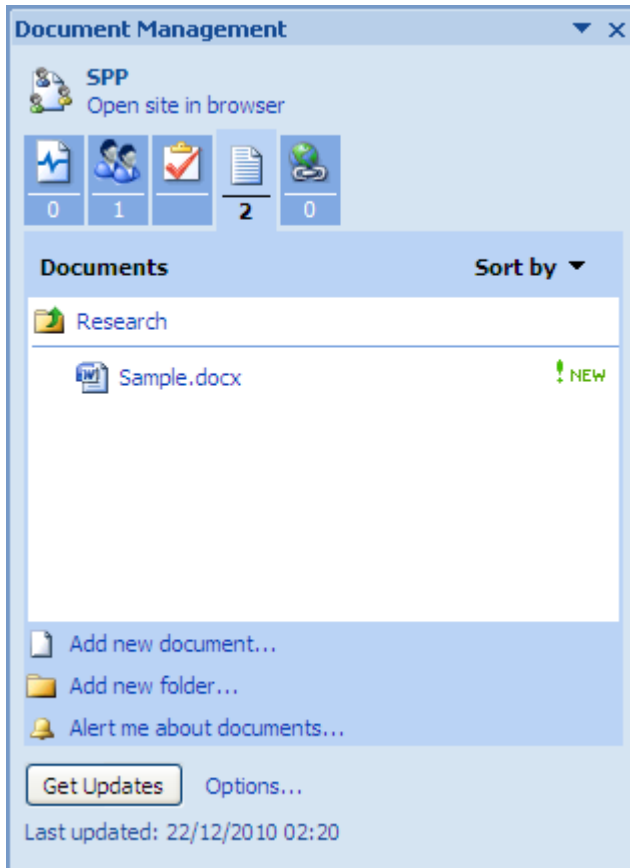 Document Management
SPP
Open site in browser
0 1 2 0
Documents Sort by
Research
Sample.docx NEW
Add new document...
Add new folder...
Alert me about documents...
Get Updates Options...
Last updated: 22/12/2010 02:20